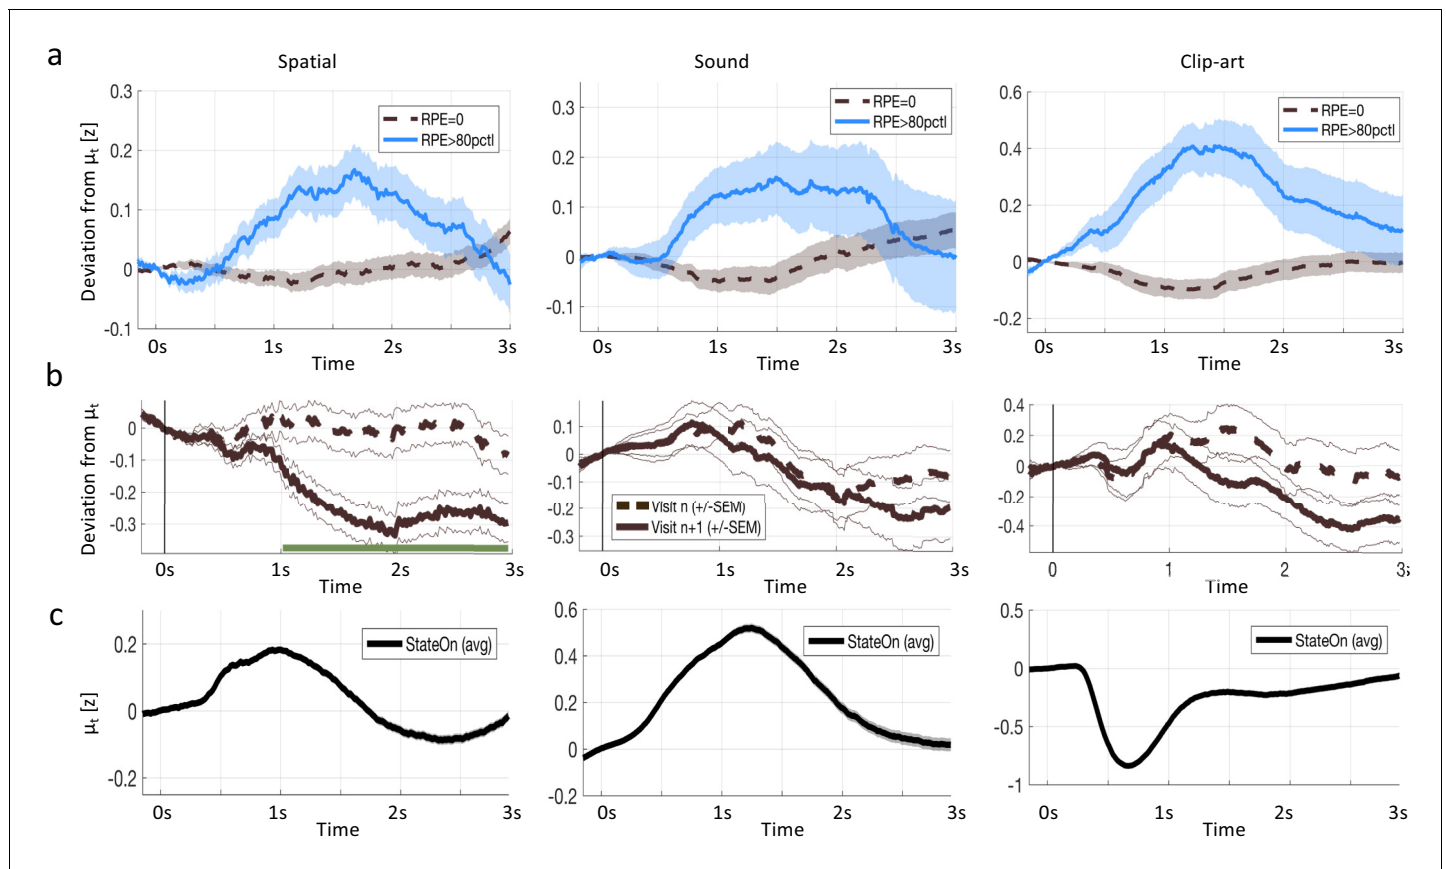 a
Spatial
Sound
Clip-art
Deviation from μt [z]
0.3
0.2
0.1
0
-0.1
RPE=0
RPE>80pctl
0s
1s
2s
3s
Time
0.3
0.2
0.1
0
-0.1
RPE=0
RPE>80pctl
0s
1s
2s
3s
Time
0.6
0.4
0.2
0
-0.2
RPE=0
RPE>80pctl
0s
1s
2s
3s
Time
b
Deviation from μt
0
-0.1
-0.2
-0.3
1s
0s
2s
3s
Time
0.1
0
-0.1
-0.2
-0.3
Visit n (+/-SEM)
Visit n+1 (+/-SEM)
0s
1s
2s
3s
Time
0.4
0.2
0
-0.2
-0.4
0
1
2
3s
Time
c
μt [z]
0.2
0
-0.2
StateOn (avg)
0s
1s
2s
3s
Time
0.6
0.4
0.2
0
-0.2
StateOn (avg)
0s
1s
2s
3s
Time
0.5
0
-0.5
-1
StateOn (avg)
0s
1s
2s
3s
Time